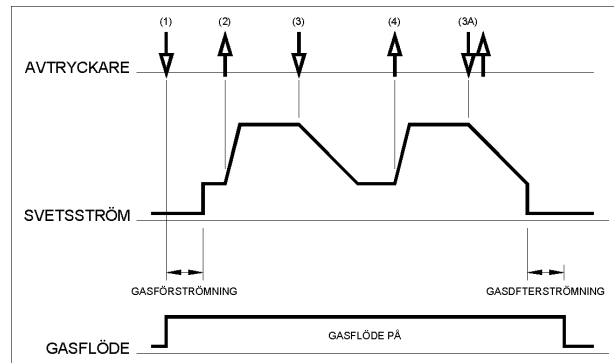 (1) (2) (3) (4) (3A)
AVTRYCKARE
SVETSSTRÖM
GASFÖRSTRÖMNING GASDFTERSTRÖMNING
GASFLÖDE PÅ
GASFLÖDE